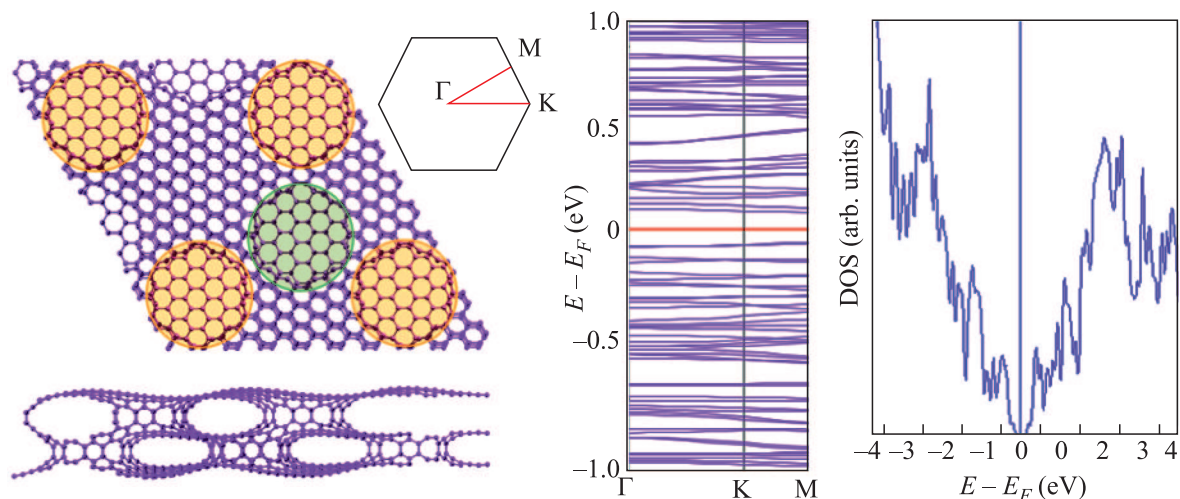 M
Γ
K
1.0
0.5
0
–0.5
–1.0
E – E_F (eV)
Γ K M
DOS (arb. units)
–4 –3 –2 –1 0 0 2 3 4
E – E_F (eV)